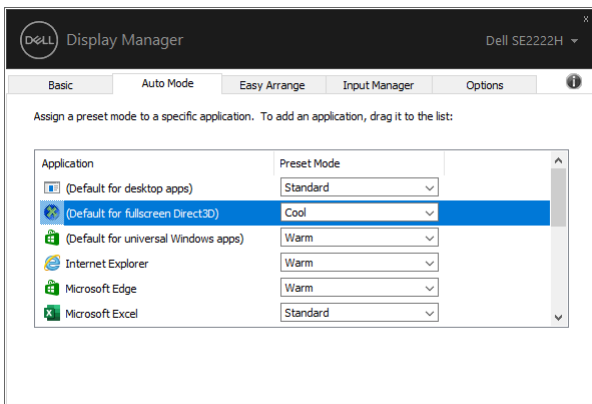 DELL Display Manager
Dell SE2222H
x
Basic Auto Mode Easy Arrange Input Manager Options
Assign a preset mode to a specific application. To add an application, drag it to the list:
Application Preset Mode
(Default for desktop apps) Standard
(Default for fullscreen Direct3D) Cool
(Default for universal Windows apps) Warm
Internet Explorer Warm
Microsoft Edge Warm
Microsoft Excel Standard